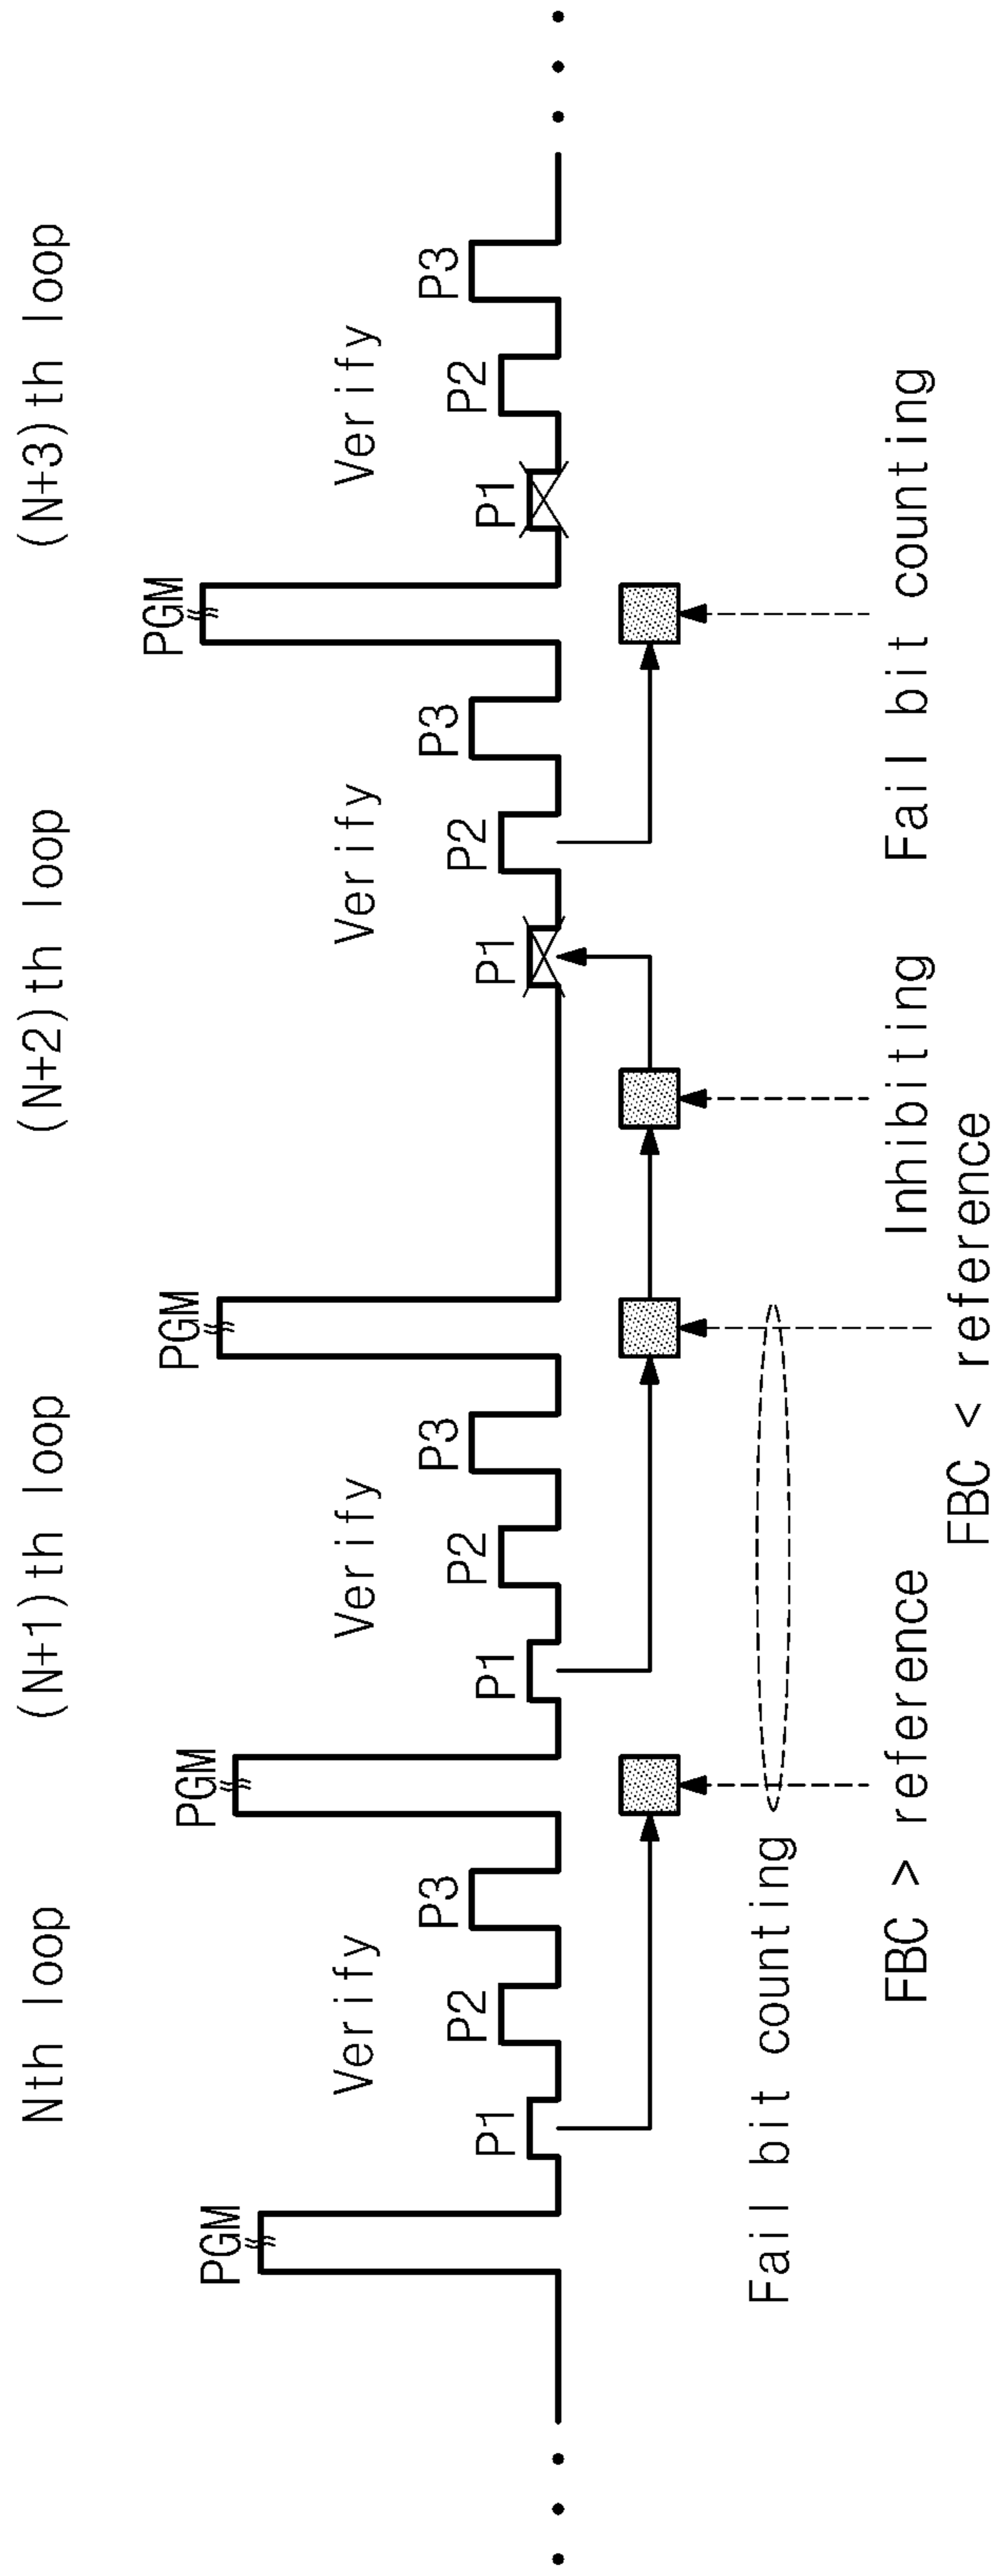 Nth loop
(N+1)th loop
(N+2)th loop
(N+3)th loop
PGM
PGM
PGM
PGM
Verify
Verify
Verify
Verify
P1
P2
P3
P1
P2
P3
P1
P2
P3
P1
P2
P3
Fail bit counting
FBC > reference
FBC < reference
Inhibiting
Fail bit counting